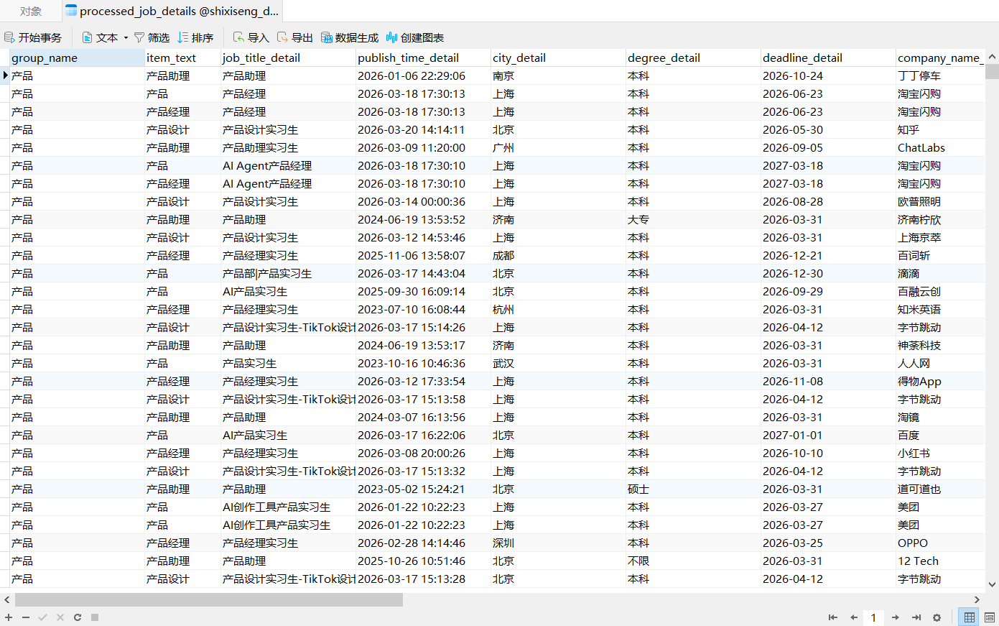 对象 processed_job_details @shixiseng_d...
开始事务 文本 筛选 排序 导入 导出 数据生成 创建图表
group_name item_text job_title_detail publish_time_detail city_detail degree_detail deadline_detail company_name_
产品 产品助理 产品助理 2026-01-06 22:29:06 南京 本科 2026-10-24 丁丁停车
产品 产品 产品经理 2026-03-18 17:30:13 上海 本科 2026-06-23 淘宝闪购
产品 产品经理 产品经理 2026-03-18 17:30:13 上海 本科 2026-06-23 淘宝闪购
产品 产品设计 产品设计实习生 2026-03-20 14:14:11 北京 本科 2026-05-30 知乎
产品 产品助理 产品助理实习生 2026-03-09 11:20:00 广州 本科 2026-09-05 ChatLabs
产品 产品 AI Agent产品经理 2026-03-18 17:30:10 上海 本科 2027-03-18 淘宝闪购
产品 产品经理 AI Agent产品经理 2026-03-18 17:30:10 上海 本科 2027-03-18 淘宝闪购
产品 产品设计 产品设计实习生 2026-03-14 00:00:36 上海 本科 2026-08-28 欧普照明
产品 产品助理 产品助理 2024-06-19 13:53:52 济南 大专 2026-03-31 济南柠欣
产品 产品设计 产品设计实习生 2026-03-12 14:53:46 上海 本科 2026-03-31 上海京萃
产品 产品经理 产品经理实习生 2025-11-06 13:58:07 成都 本科 2026-12-21 百词斩
产品 产品 产品部|产品实习生 2026-03-17 14:43:04 北京 本科 2026-12-30 滴滴
产品 产品 AI产品实习生 2025-09-30 16:09:14 北京 本科 2026-09-29 百融云创
产品 产品经理 产品经理实习生 2023-07-10 16:08:44 杭州 本科 2026-03-31 知米英语
产品 产品设计 产品设计实习生-TikTok设计 2026-03-17 15:14:26 上海 本科 2026-04-12 字节跳动
产品 产品助理 产品助理 2024-06-19 13:53:17 济南 本科 2026-03-31 神荼科技
产品 产品 产品实习生 2023-10-16 10:46:36 武汉 本科 2026-03-31 人人网
产品 产品经理 产品经理实习生 2026-03-12 17:33:54 上海 本科 2026-11-08 得物App
产品 产品设计 产品设计实习生-TikTok设计 2026-03-17 15:13:58 上海 本科 2026-04-12 字节跳动
产品 产品助理 产品助理 2024-03-07 16:13:56 上海 本科 2026-03-31 淘镜
产品 产品 AI产品实习生 2026-03-17 16:22:06 北京 本科 2027-01-01 百度
产品 产品经理 产品经理实习生 2026-03-08 20:00:26 上海 本科 2026-10-10 小红书
产品 产品设计 产品设计实习生-TikTok设计 2026-03-17 15:13:32 上海 本科 2026-04-12 字节跳动
产品 产品助理 产品助理 2023-05-02 15:24:21 北京 硕士 2026-03-31 道可道也
产品 产品 AI创作工具产品实习生 2026-01-22 10:22:23 上海 本科 2026-03-27 美团
产品 产品 AI创作工具产品实习生 2026-01-22 10:22:23 上海 本科 2026-03-27 美团
产品 产品经理 产品经理实习生 2026-02-28 14:14:46 深圳 本科 2026-03-25 OPPO
产品 产品助理 产品助理 2025-10-26 10:51:46 北京 不限 2026-03-31 12 Tech
产品 产品设计 产品设计实习生-TikTok设计 2026-03-17 15:13:28 北京 本科 2026-04-12 字节跳动
1